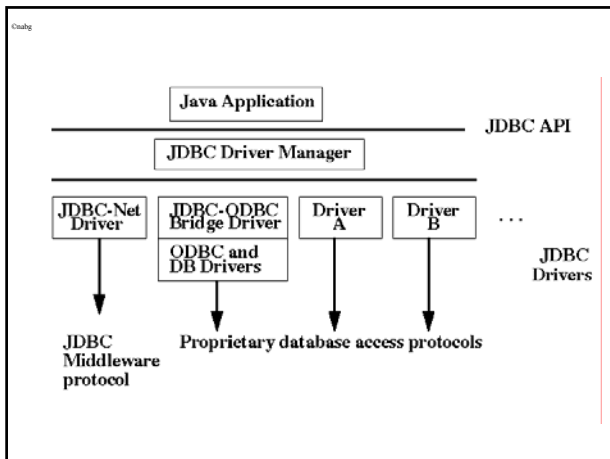 ©nabg
Java Application
JDBC API
JDBC Driver Manager
JDBC-Net
Driver
JDBC-ODBC
Bridge Driver
ODBC and
DB Drivers
Driver
A
Driver
B
. . .
JDBC
Drivers
JDBC
Middleware
protocol
Proprietary database access protocols